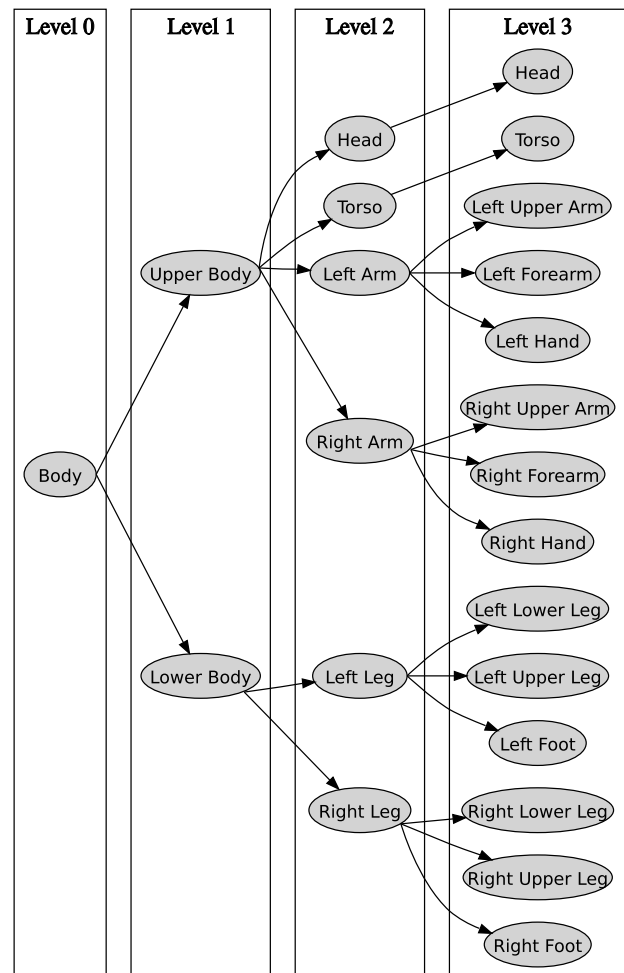 Level 0
Level 1
Level 2
Level 3
Head
Head
Torso
Torso
Left Upper Arm
Upper Body
Left Arm
Left Forearm
Left Hand
Right Upper Arm
Right Arm
Body
Right Forearm
Right Hand
Left Lower Leg
Lower Body
Left Leg
Left Upper Leg
Left Foot
Right Leg
Right Lower Leg
Right Upper Leg
Right Foot